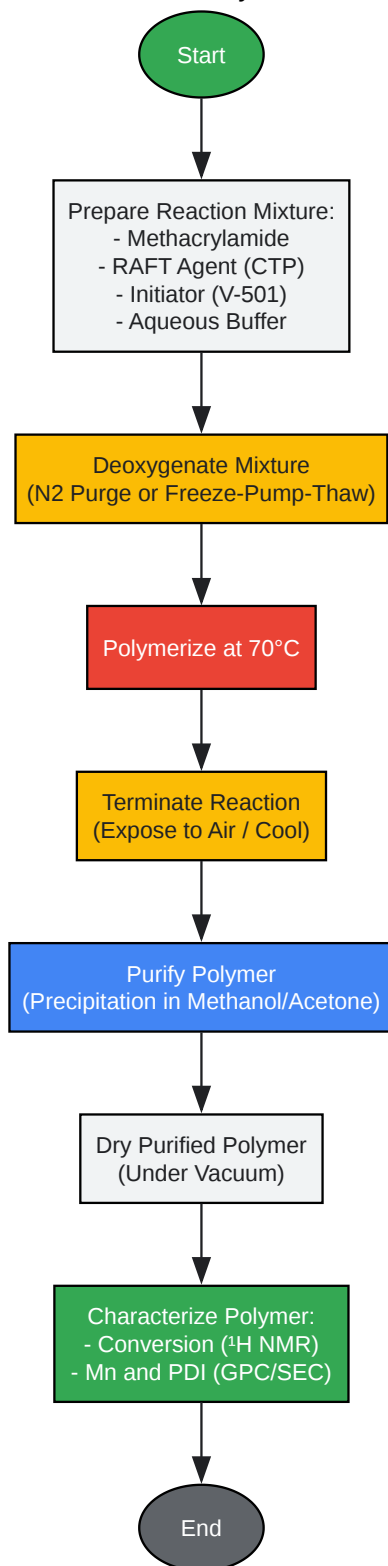 Start
Prepare Reaction Mixture:
- Methacrylamide
- RAFT Agent (CTP)
- Initiator (V-501)
- Aqueous Buffer
Deoxygenate Mixture
(N2 Purge or Freeze-Pump-Thaw)
Polymerize at 70°C
Terminate Reaction
(Expose to Air / Cool)
Purify Polymer
(Precipitation in Methanol/Acetone)
Dry Purified Polymer
(Under Vacuum)
Characterize Polymer:
- Conversion (¹H NMR)
- Mn and PDI (GPC/SEC)
End